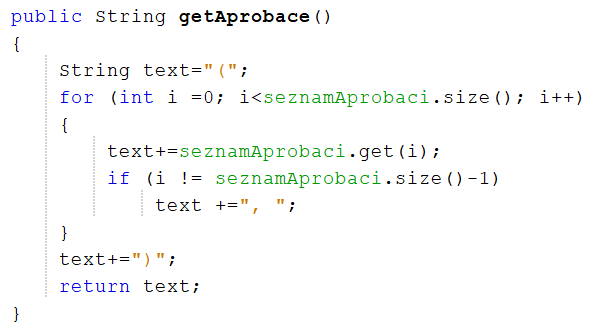 public String getAprobace()
{
    String text="(";
    for (int i =0; i<seznamAprobaci.size(); i++)
    {
        text+=seznamAprobaci.get(i);
        if (i != seznamAprobaci.size()-1)
            text +=", ";
    }
    text+=")";
    return text;
}